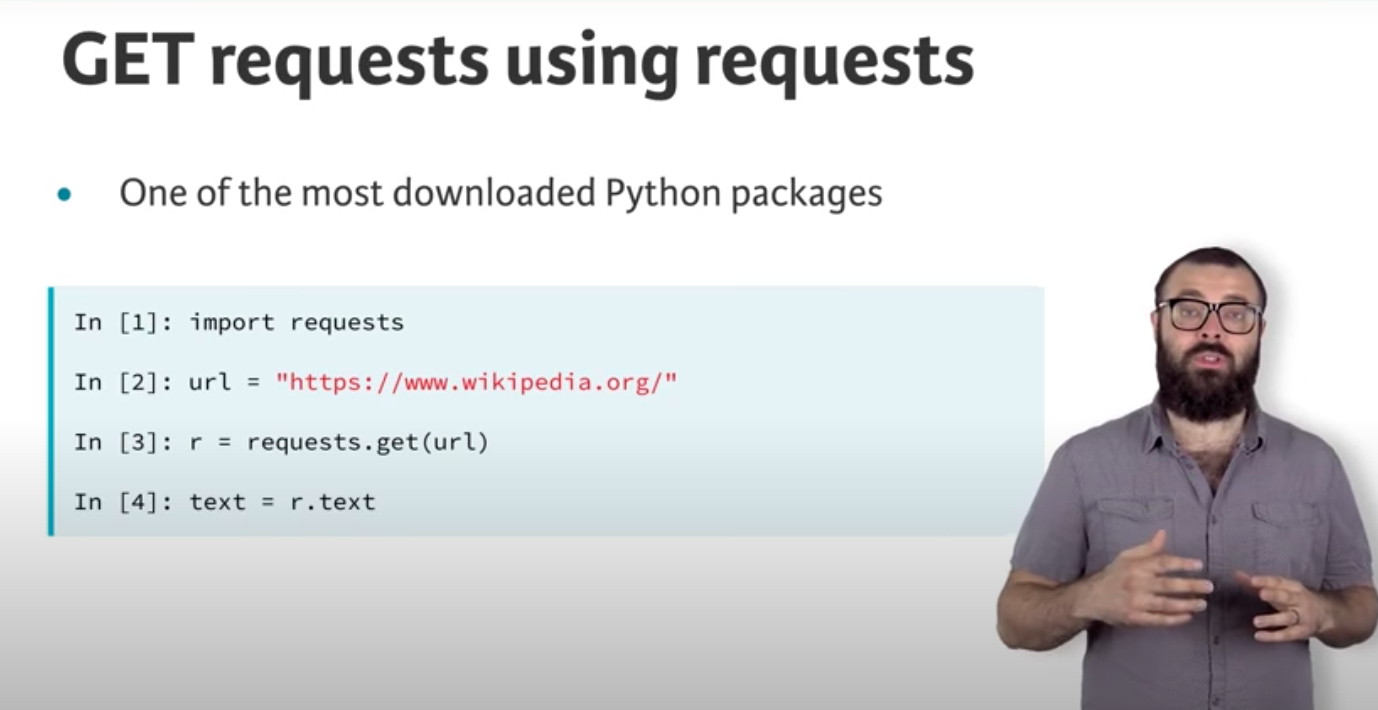 GET requests using requests
• One of the most downloaded Python packages
In [1]: import requests
In [2]: url = "https://www.wikipedia.org/"
In [3]: r = requests.get(url)
In [4]: text = r.text